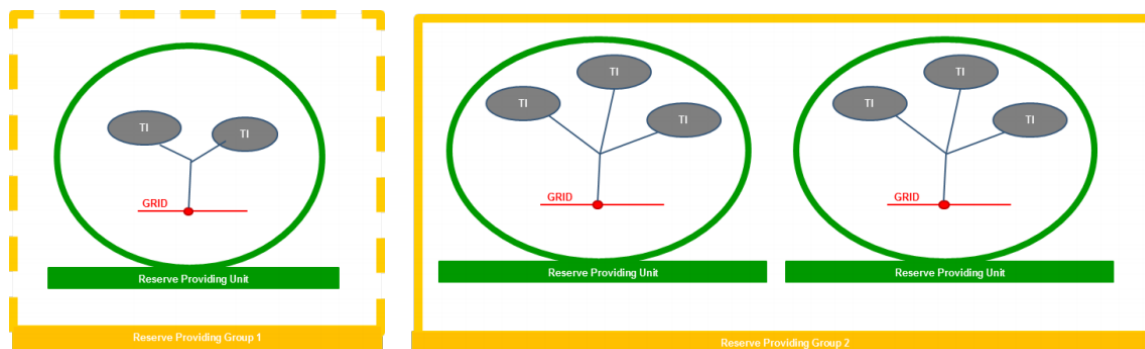 TI
TI
GRID
Reserve Providing Unit
Reserve Providing Group 1
TI
TI
TI
GRID
Reserve Providing Unit
TI
TI
TI
GRID
Reserve Providing Unit
Reserve Providing Group 2